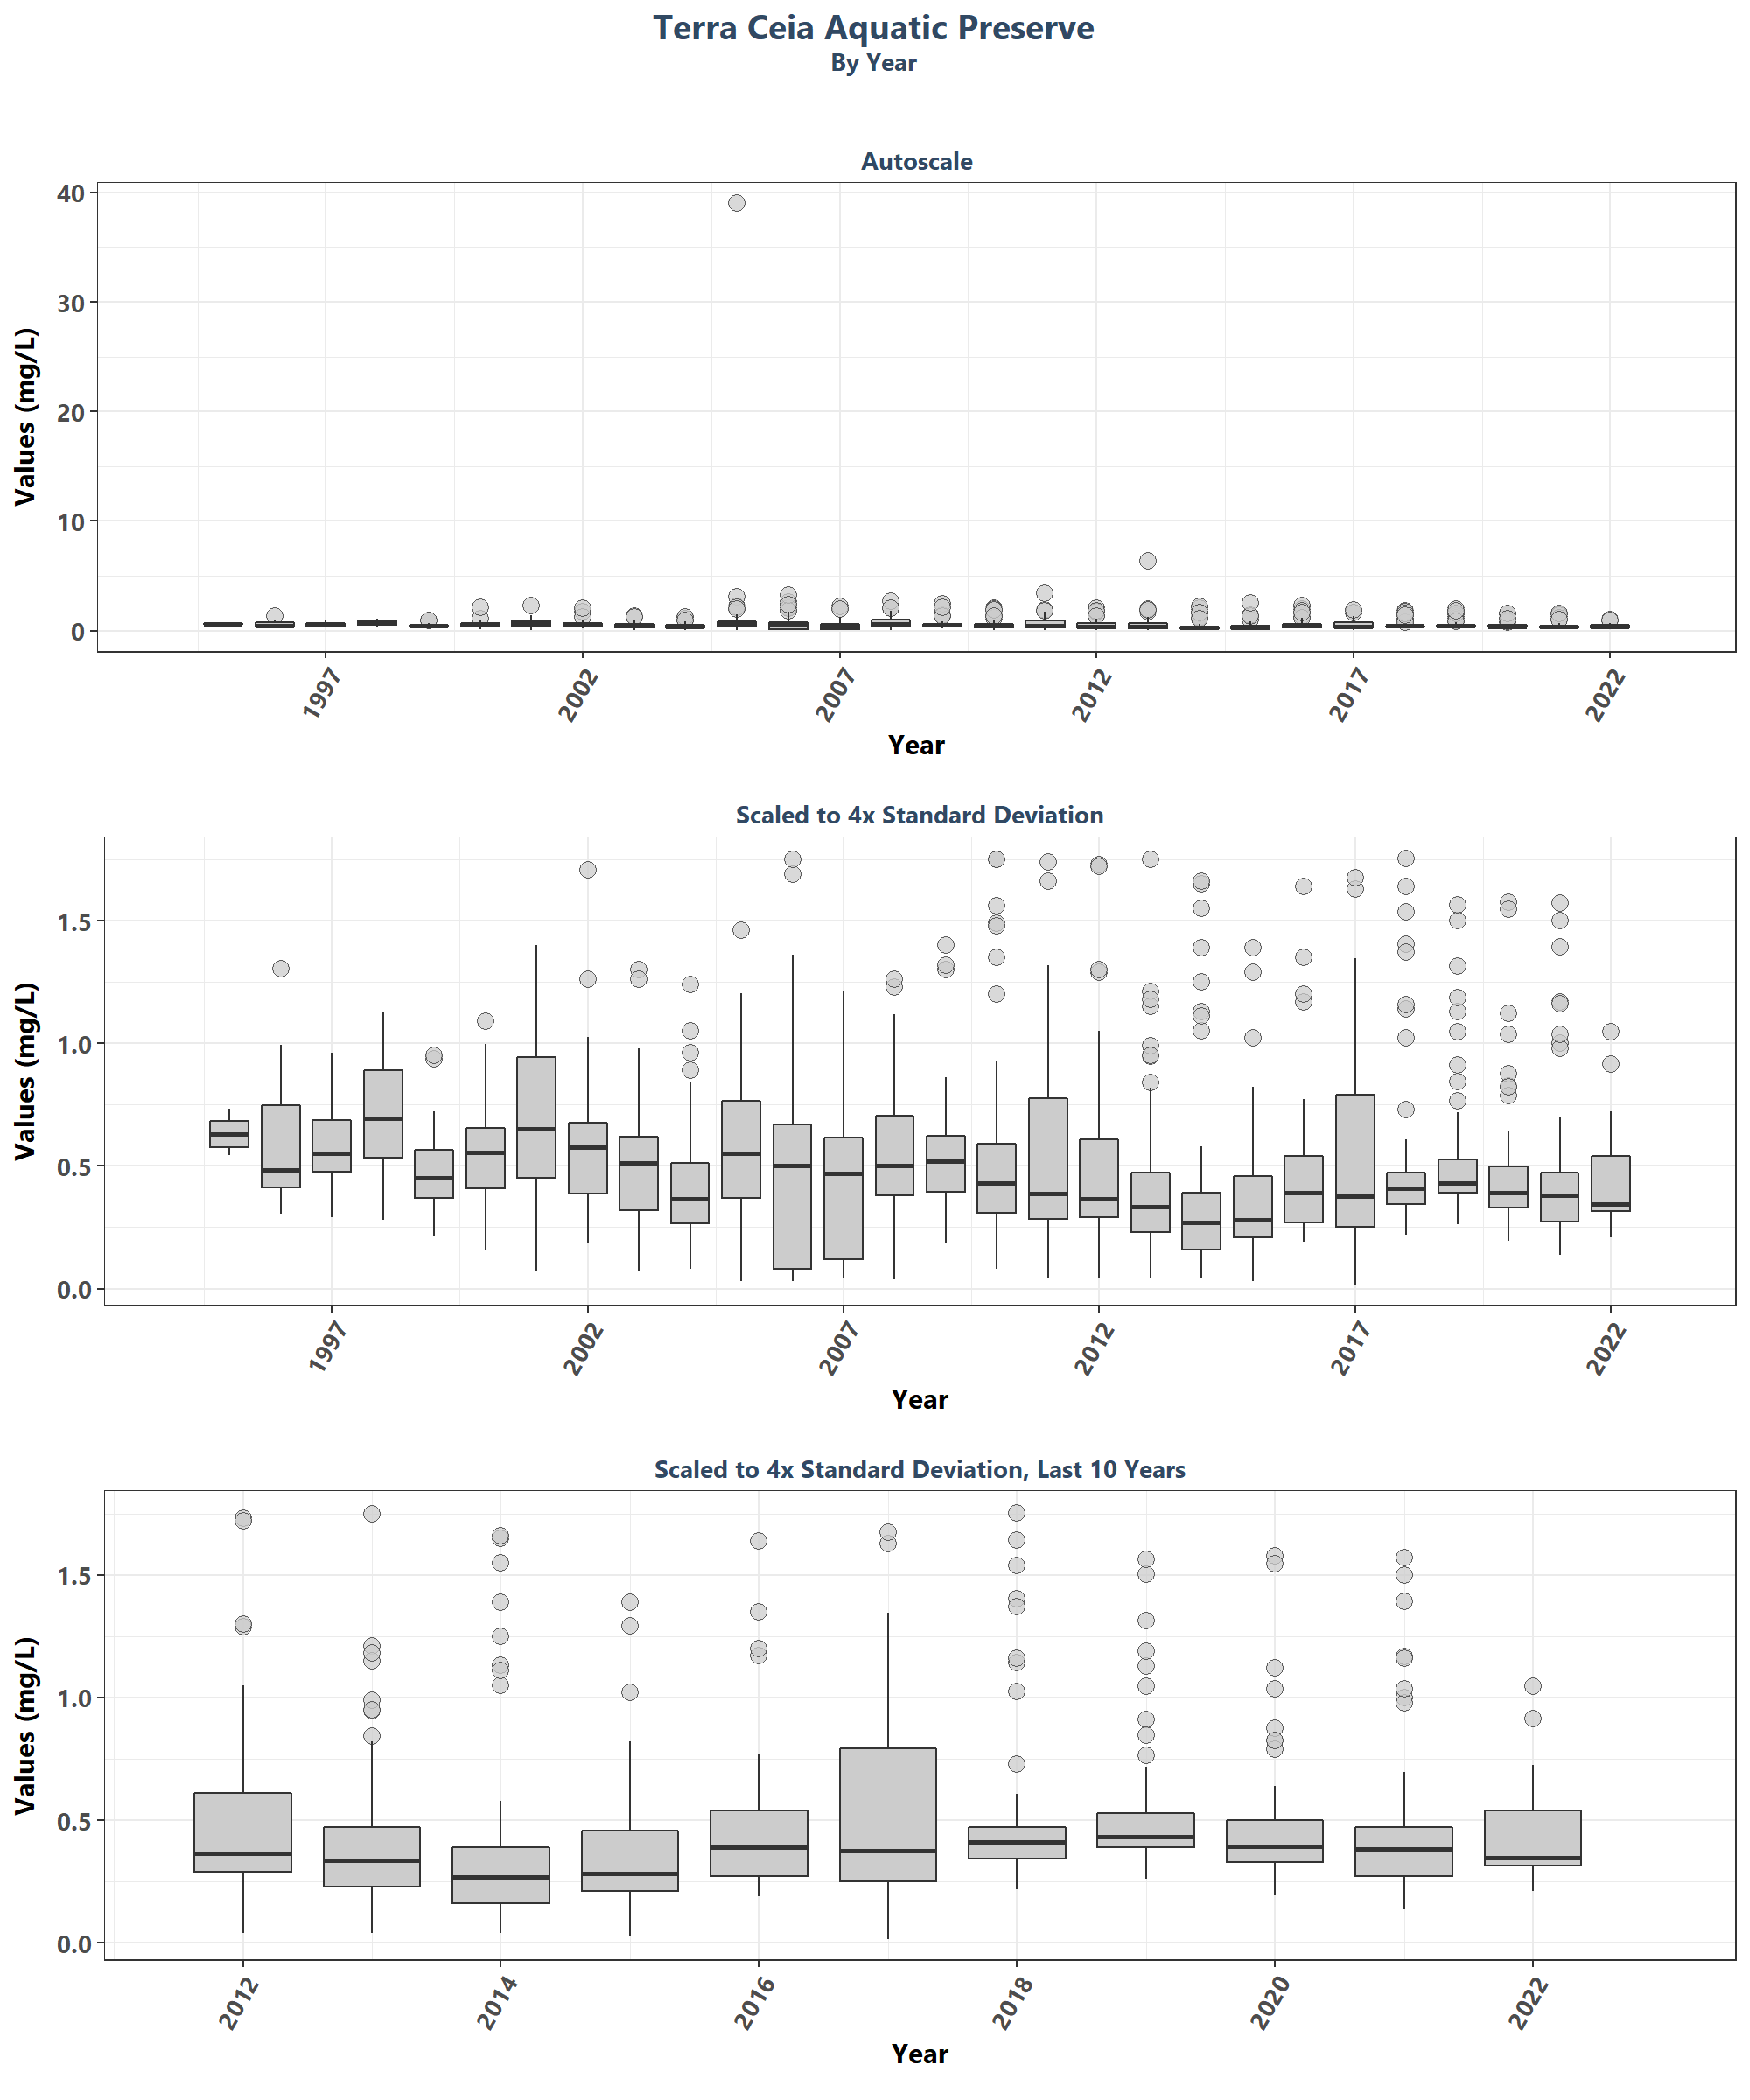 Terra Ceia Aquatic Preserve
By Year
Autoscale
Values (mg/L)
40
30
20
10
0
1997 2002 2007 2012 2017 2022
Year
Scaled to 4x Standard Deviation
Values (mg/L)
1.5
1.0
0.5
0.0
1997 2002 2007 2012 2017 2022
Year
Scaled to 4x Standard Deviation, Last 10 Years
Values (mg/L)
1.5
1.0
0.5
0.0
2012 2014 2016 2018 2020 2022
Year